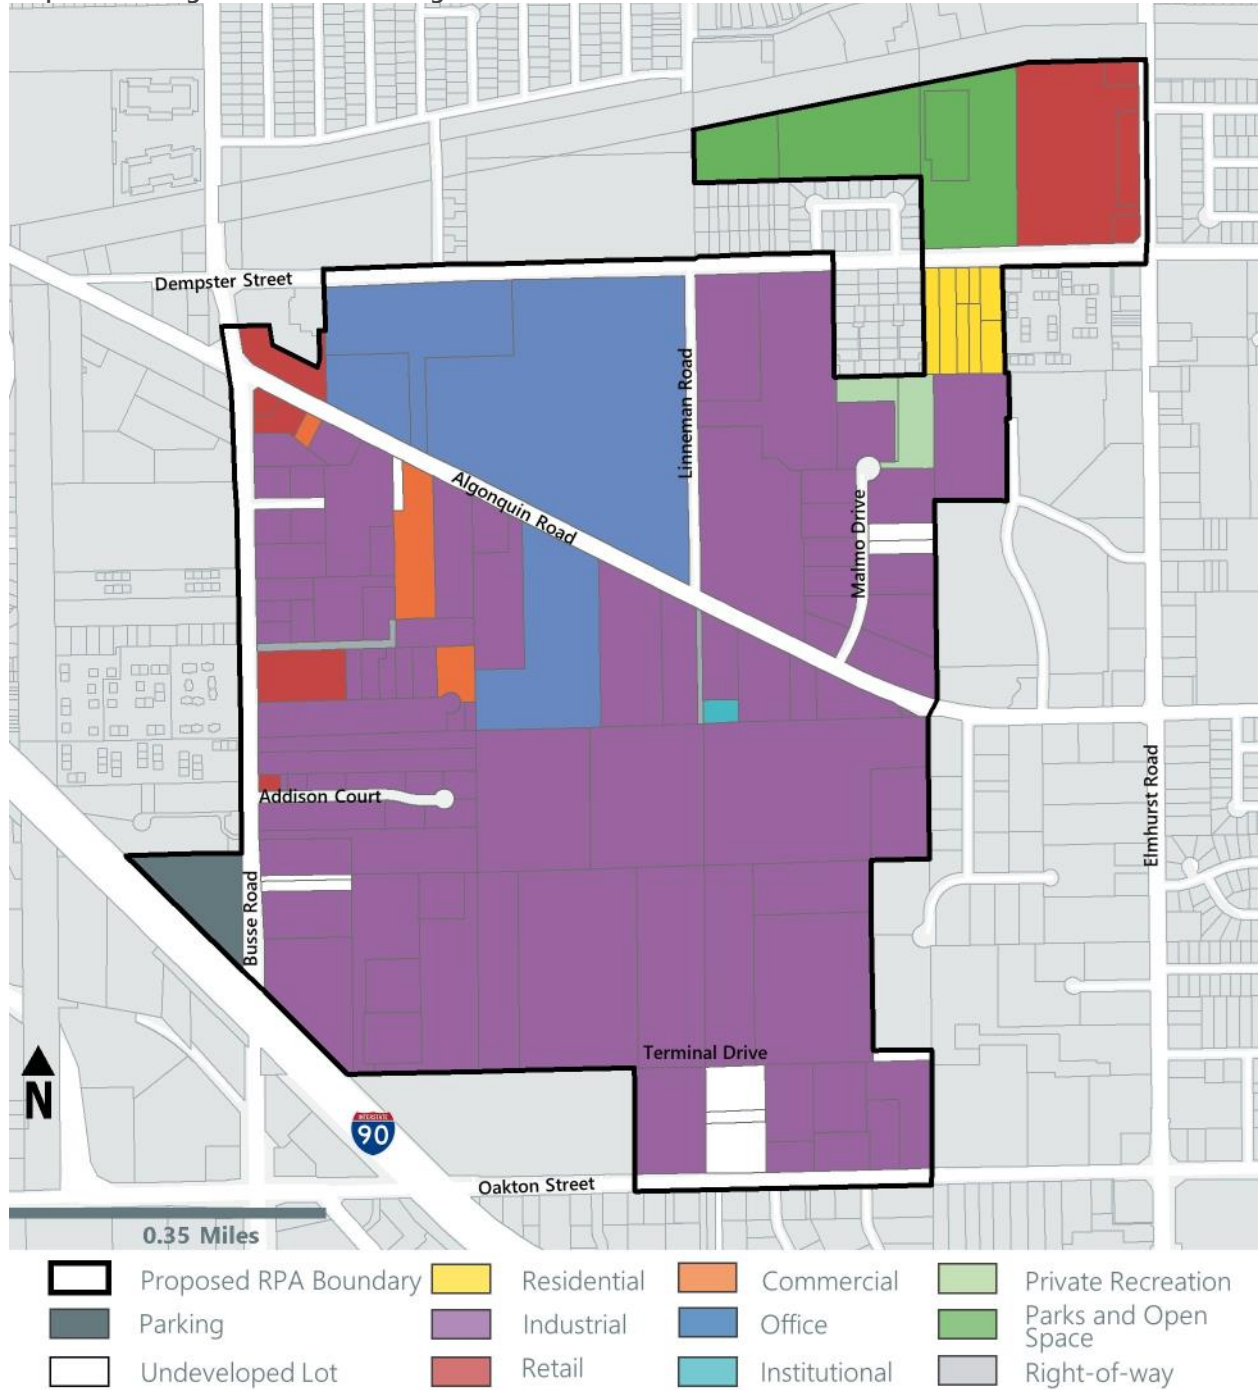 Dempster Street
Linneman Road
Algonquin Road
Malmo Drive
Addison Court
Elmhurst Road
Busse Road
Terminal Drive
N
INTERSTATE
90
Oakton Street
0.35 Miles
Proposed RPA Boundary
Residential
Commercial
Private Recreation
Parking
Industrial
Office
Parks and Open
Space
Undeveloped Lot
Retail
Institutional
Right-of-way